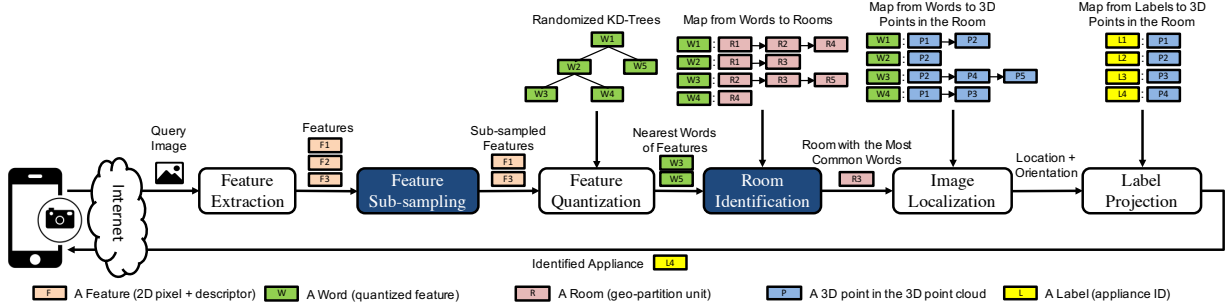 Randomized KD-Trees
W1
W2
W5
W3
W4
Map from Words to Rooms
W1 : R1 R2 R4
W2 : R1 R3
W3 : R2 R3 R5
W4 : R4
Map from Words to 3D
Points in the Room
W1 : P1 P2
W2 : P2
W3 : P2 P4 P5
W4 : P1 P3
Map from Labels to 3D
Points in the Room
L1 : P1
L2 : P2
L3 : P3
L4 : P4
Internet
Query
Image
Feature
Extraction
Features
F1
F2
F3
Feature
Sub-sampling
Sub-sampled
Features
F1
F3
Feature
Quantization
Nearest Words
of Features
W3
W5
Room
Identification
Room with the Most
Common Words
R3
Image
Localization
Location +
Orientation
Label
Projection
Identified Appliance L4
F A Feature (2D pixel + descriptor)
W A Word (quantized feature)
R A Room (geo-partition unit)
P A 3D point in the 3D point cloud
L A Label (appliance ID)